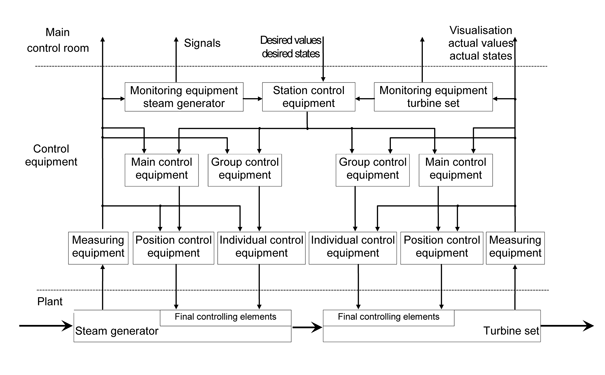 Main
control room
Signals
Desired values
desired states
Visualisation
actual values
actual states
Monitoring equipment
steam generator
Station control
equipment
Monitoring equipment
turbine set
Control
equipment
Main control
equipment
Group control
equipment
Group control
equipment
Main control
equipment
Measuring
equipment
Position control
equipment
Individual control
equipment
Individual control
equipment
Position control
equipment
Measuring
equipment
Plant
Final controlling elements
Steam generator
Final controlling elements
Turbine set